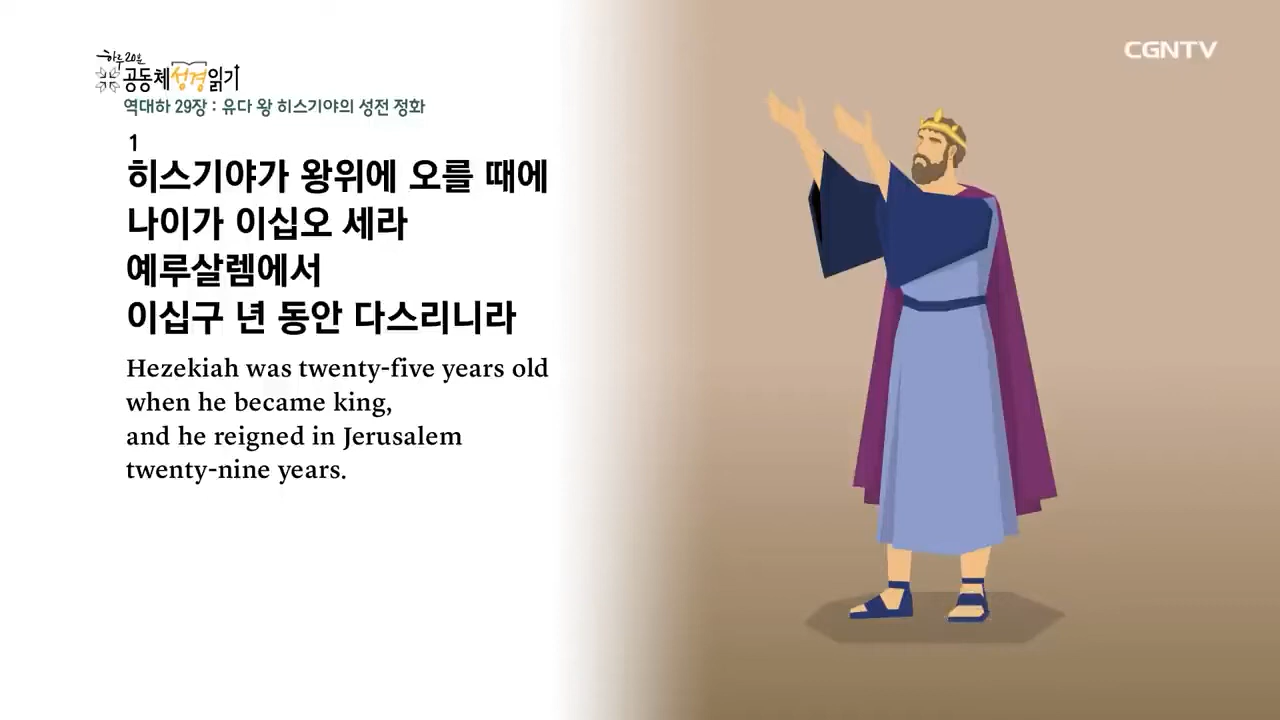 하루 20분
공동체성경읽기
CGNTV
역대하 29장 : 유다 왕 히스기야의 성전 정화
1
히스기야가 왕위에 오를 때에
나이가 이십오 세라
예루살렘에서
이십구 년 동안 다스리니라
Hezekiah was twenty-five years old
when he became king,
and he reigned in Jerusalem
twenty-nine years.